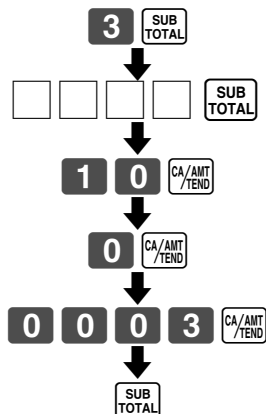 3 SUB TOTAL
SUB TOTAL
1 0 CA/AMT /TEND
0 CA/AMT /TEND
0 0 0 3 CA/AMT /TEND
SUB TOTAL